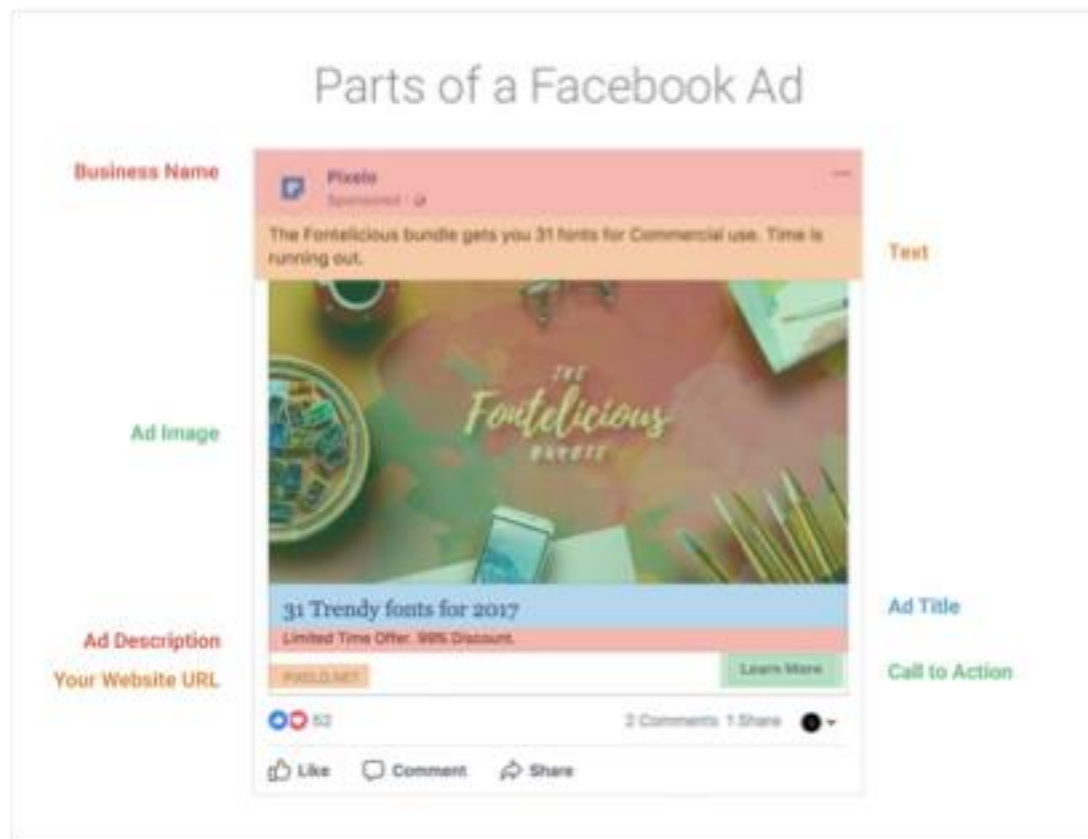 Parts of a Facebook Ad
Business Name
Pixelo
Sponsored ·
The Fontelicious bundle gets you 31 fonts for Commercial use. Time is
running out.
Text
THE
Fontelicious
BUNDLE
Ad Image
31 Trendy fonts for 2017
Ad Title
Limited Time Offer. 99% Discount.
Ad Description
Your Website URL
PIXELO.NET
Learn More
Call to Action
52
2 Comments 1 Share
Like
Comment
Share